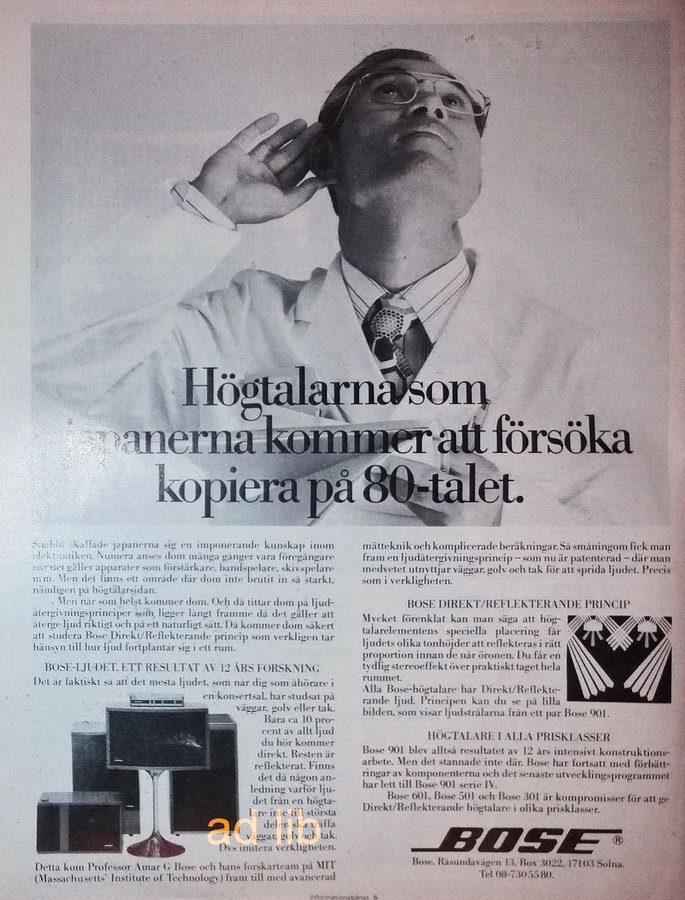 Högtalarna som
japanerna kommer att försöka
kopiera på 80-talet.
Snabbt skaffade japanerna sig en imponerande kunskap inom
elektroniken. Numera anses dom många gånger vara föregångare
när det gäller apparater som förstärkare, bandspelare, skivspelare
m.m. Men det finns ett område där dom inte brutit in så starkt,
nämligen på högtalarsidan.
Men när som helst kommer dom. Och då tittar dom på ljud-
återgivningsprinciper som ligger långt framme då det gäller att
återge ljud riktigt och på ett naturligt sätt. Då kommer dom säkert
att studera Bose Direkt/Reflekterande princip som verkligen tar
hänsyn till hur ljud fortplantar sig i ett rum.
BOSE-LJUDET, ETT RESULTAT AV 12 ÅRS FORSKNING
Det är faktiskt så att det mesta ljudet, som når dig som åhörare i
en konsertsal, har studsat på
väggar, golv eller tak.
Bara ca 10 pro-
cent av allt ljud
du hör kommer
direkt. Resten är
reflekterat. Finns
det då någon an-
ledning varför lju-
det från en högta-
lare inte till största
delen skall träffa
väggar, golv och tak.
Dvs imitera verkligheten.
Detta kom Professor Amar G Bose och hans forskarteam på MIT
(Massachusetts' Institute of Technology) fram till med avancerad
mätteknik och komplicerade beräkningar. Så småningom fick man
fram en ljudåtergivningsprincip – som nu är patenterad – där man
medvetet utnyttjar väggar, golv och tak för att sprida ljudet. Precis
som i verkligheten.
BOSE DIREKT/REFLEKTERANDE PRINCIP
Mycket förenklat kan man säga att hög-
talarelementens speciella placering får
ljudets olika tonhöjder att reflekteras i rätt
proportion innan de når öronen. Du får en
tydlig stereoeffekt över praktiskt taget hela
rummet.
Alla Bose-högtalare har Direkt/Reflekte-
rande ljud. Principen kan du se på lilla
bilden, som visar ljudstrålarna från ett par Bose 901.
HÖGTALARE I ALLA PRISKLASSER
Bose 901 blev alltså resultatet av 12 års intensivt konstruktions-
arbete. Men det stannade inte där. Bose har fortsatt med förbätt-
ringar av komponenterna och det senaste utvecklingsprogrammet
har lett till Bose 901 serie IV.
Bose 601, Bose 501 och Bose 301 är kompromisser för att ge
Direkt/Reflekterande högtalare i olika prisklasser.
BOSE ®
Bose, Råsundavägen 13, Box 3022, 171 03 Solna.
Tel 08-730 55 80.
ad lib
Informationstjänst 6